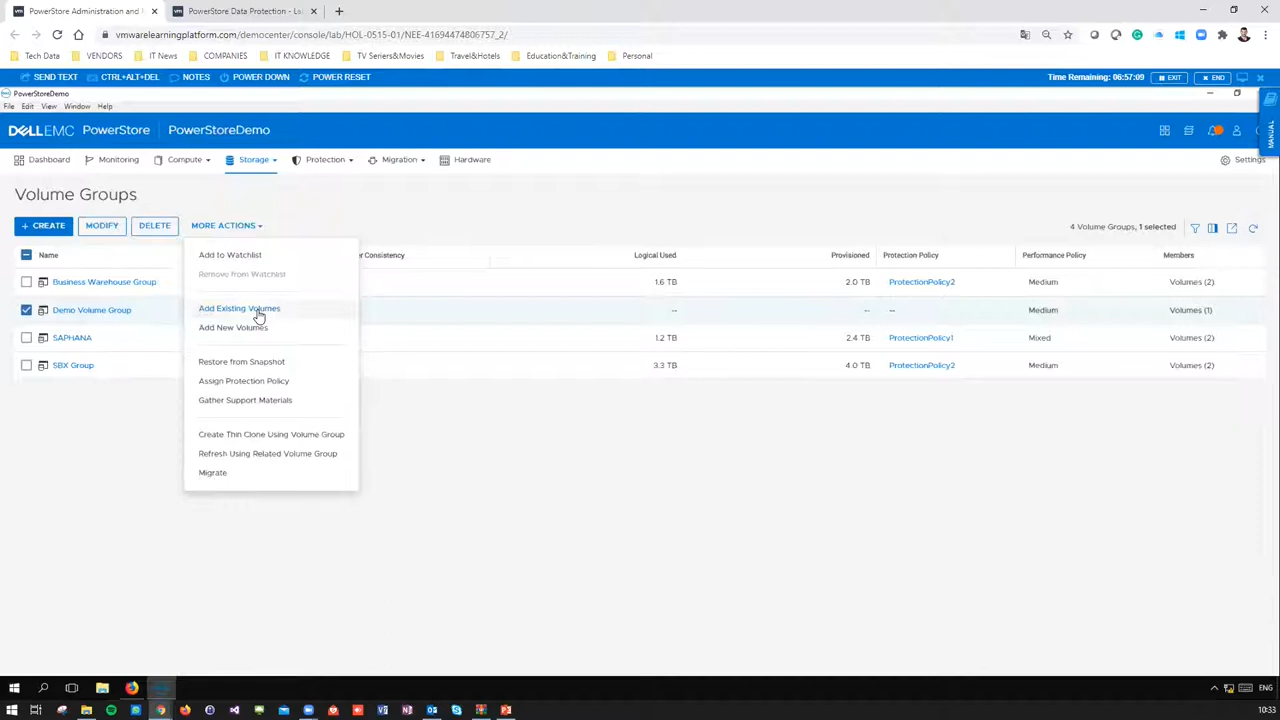 PowerStore Administration and M
PowerStore Data Protection - La
vmwarelearningplatform.com/democenter/console/lab/HOL-0515-01/NEE-41694474806757_2/
Tech Data VENDORS IT News COMPANIES IT KNOWLEDGE TV Seriers&Movies Travel&Hotels Education&Training Personal
SEND TEXT CTRL+ALT+DEL NOTES POWER DOWN POWER RESET Time Remaining: 06:57:09 EXIT END
PowerStoreDemo
File Edit View Window Help
MANUAL
DELLEMC PowerStore PowerStoreDemo
Dashboard Monitoring Compute Storage Protection Migration Hardware Settings
Volume Groups
+ CREATE MODIFY DELETE MORE ACTIONS 4 Volume Groups, 1 selected
Name er Consistency Logical Used Provisioned Protection Policy Performance Policy Members
Business Warehouse Group 1.6 TB 2.0 TB ProtectionPolicy2 Medium Volumes (2)
Demo Volume Group -- -- -- Medium Volumes (1)
SAPHANA 1.2 TB 2.4 TB ProtectionPolicy1 Mixed Volumes (2)
SBX Group 3.3 TB 4.0 TB ProtectionPolicy2 Medium Volumes (2)
Add to Watchlist
Remove from Watchlist
Add Existing Volumes
Add New Volumes
Restore from Snapshot
Assign Protection Policy
Gather Support Materials
Create Thin Clone Using Volume Group
Refresh Using Related Volume Group
Migrate
ENG
10:33